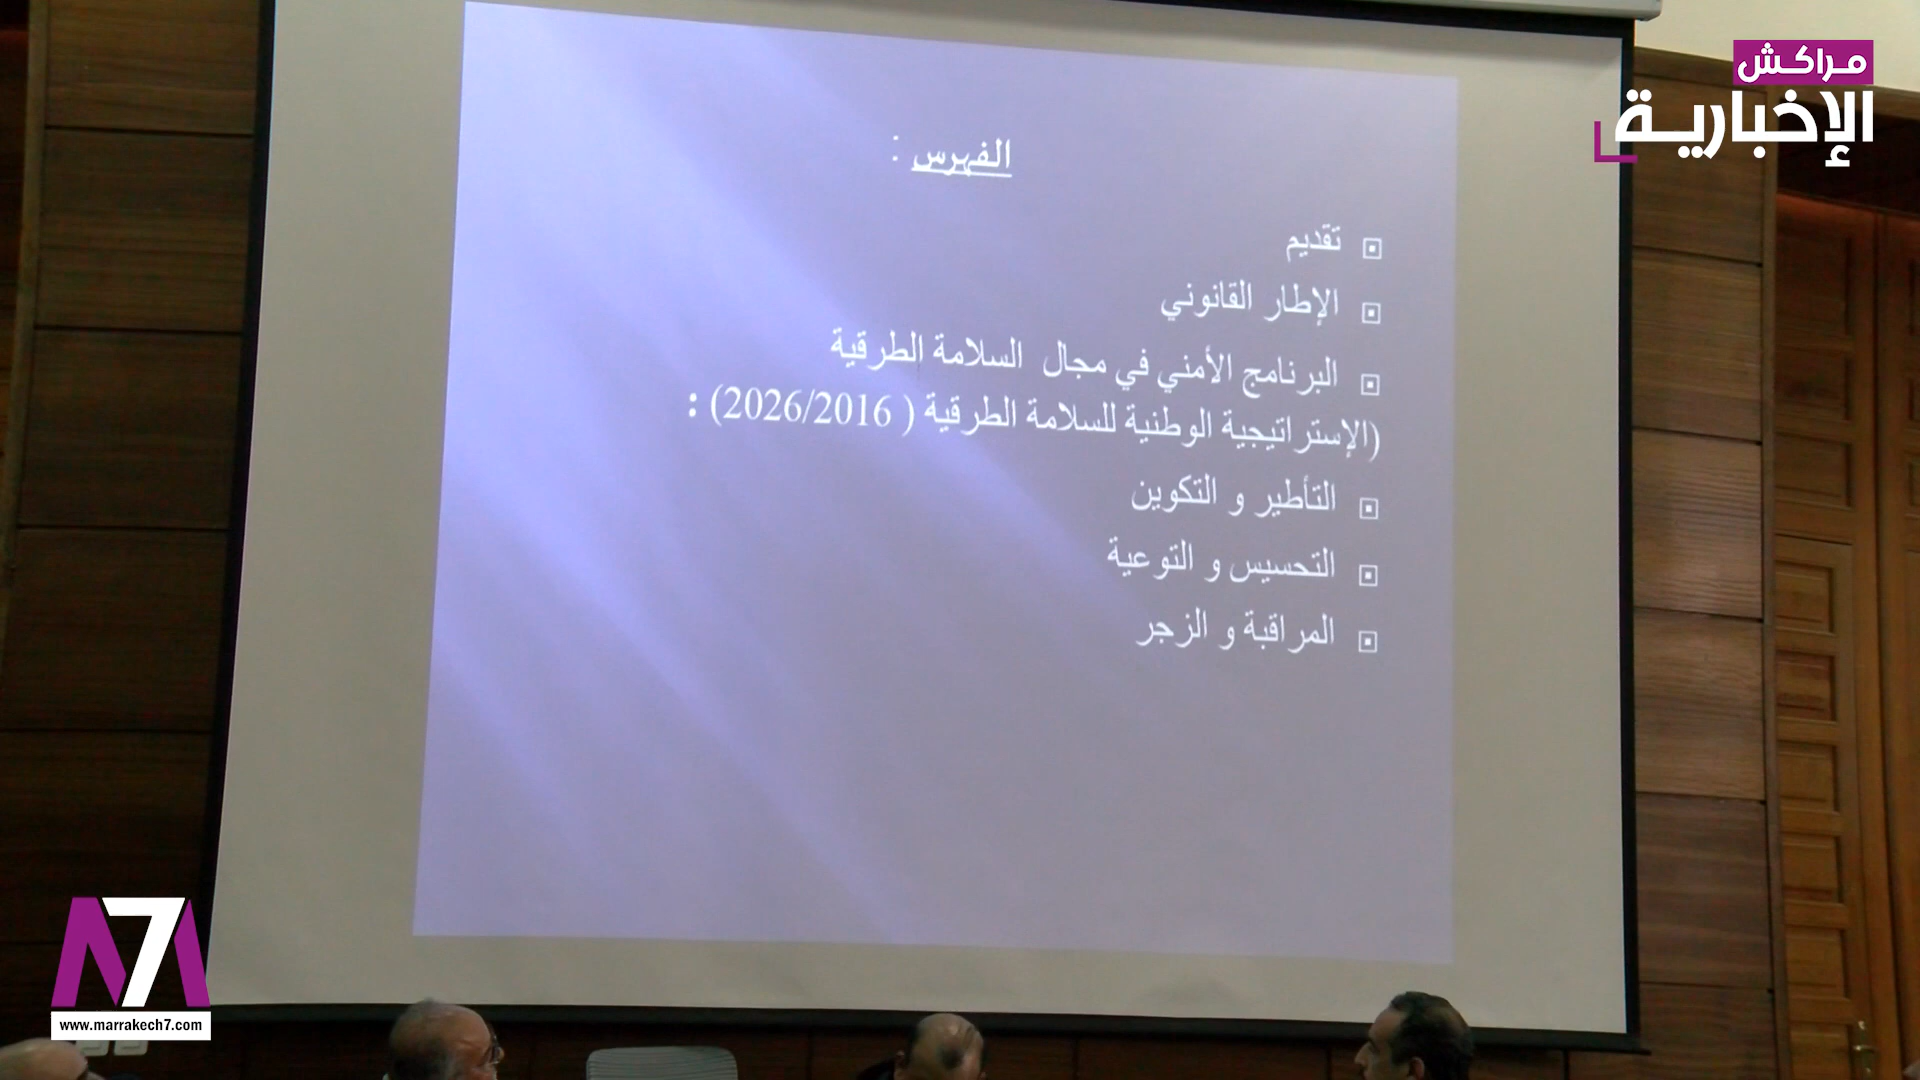 مراكش
الإخبارية
الفهرس :
تقديم
الإطار القانوني
البرنامج الأمني في مجال السلامة الطرقية
(الإستراتيجية الوطنية للسلامة الطرقية ( 2026/2016) :
التأطير و التكوين
التحسيس و التوعية
المراقبة و الزجر
M7
www.marrakech7.com